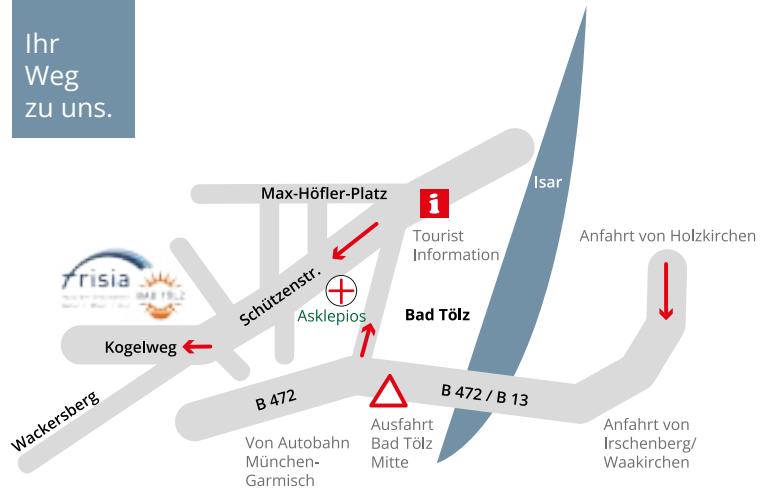 Ihr
Weg
zu uns.
Max-Höfler-Platz
i
Isar
Tourist
Information
Anfahrt von Holzkirchen
Frisia
BAD TÖLZ
Schützenstr.
Asklepios
Bad Tölz
Kogelweg
Wackersberg
B 472
B 472 / B 13
Von Autobahn
München-
Garmisch
Ausfahrt
Bad Tölz
Mitte
Anfahrt von
Irschenberg/
Waakirchen